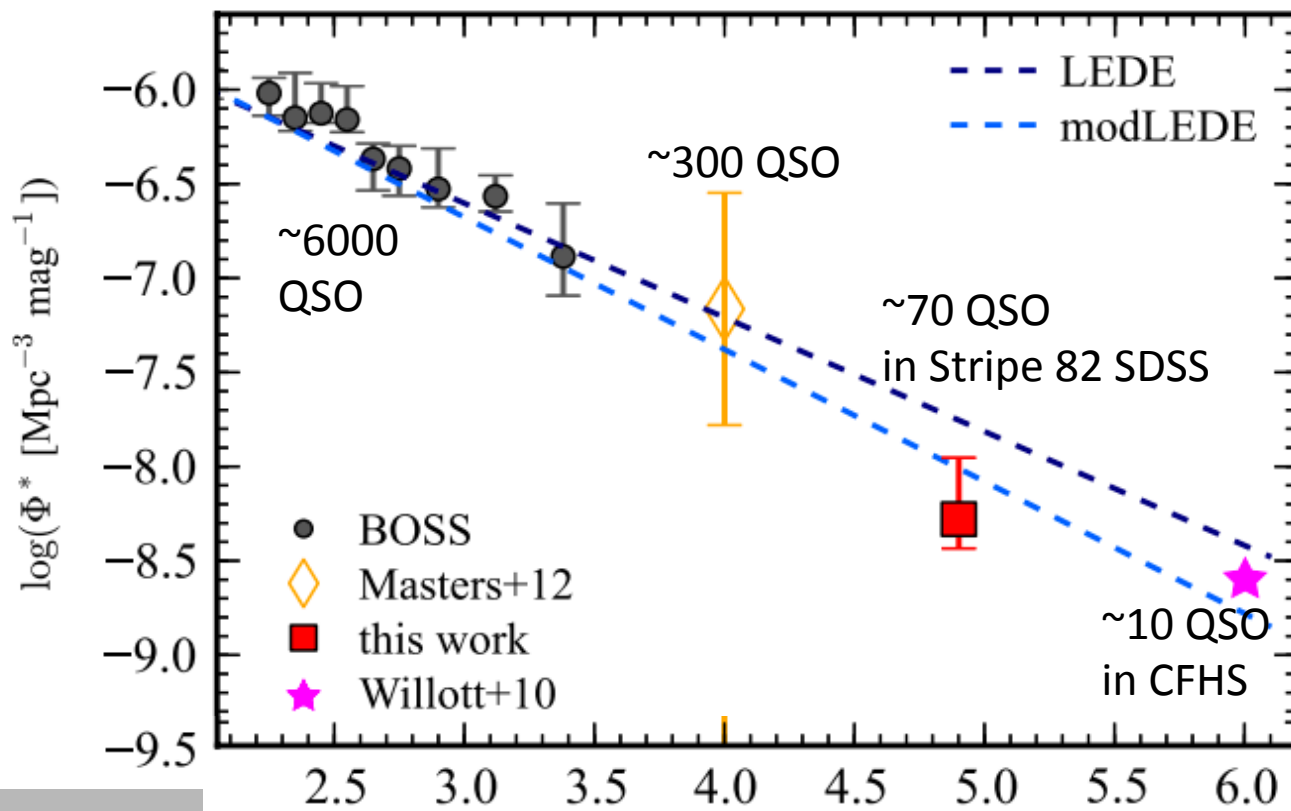 LEDE
modLEDE
~300 QSO
~6000
QSO
~70 QSO
in Stripe 82 SDSS
~10 QSO
in CFHS
BOSS
Masters+12
this work
Willott+10
log(Φ* [Mpc⁻³ mag⁻¹])
−6.0
−6.5
−7.0
−7.5
−8.0
−8.5
−9.0
−9.5
2.5 3.0 3.5 4.0 4.5 5.0 5.5 6.0